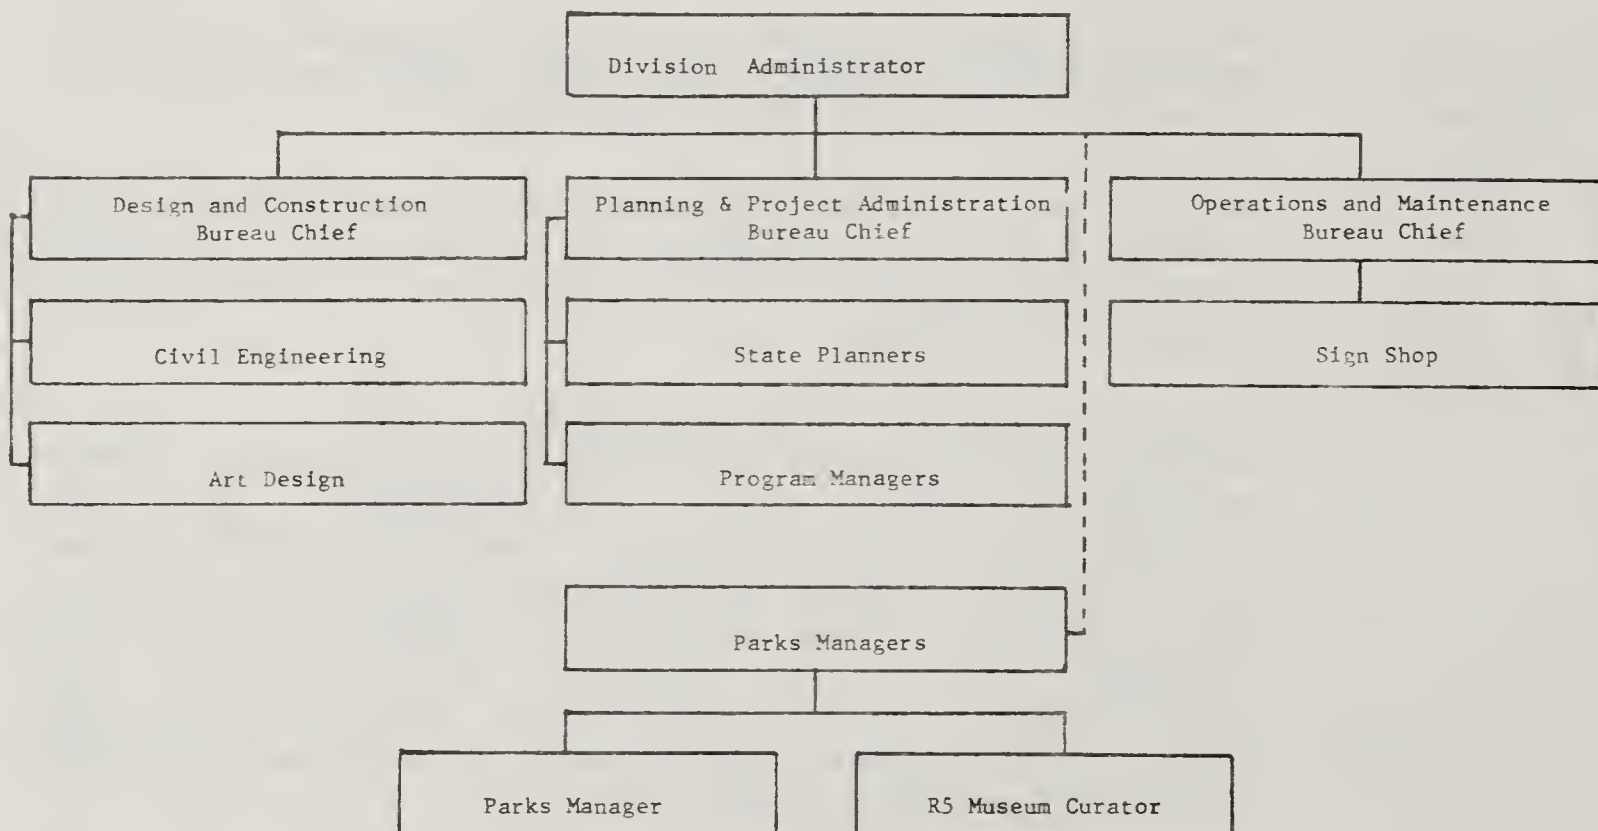 Division Administrator
Design and Construction
Bureau Chief
Planning & Project Administration
Bureau Chief
Operations and Maintenance
Bureau Chief
Civil Engineering
State Planners
Sign Shop
Art Design
Program Managers
Parks Managers
Parks Manager
R5 Museum Curator